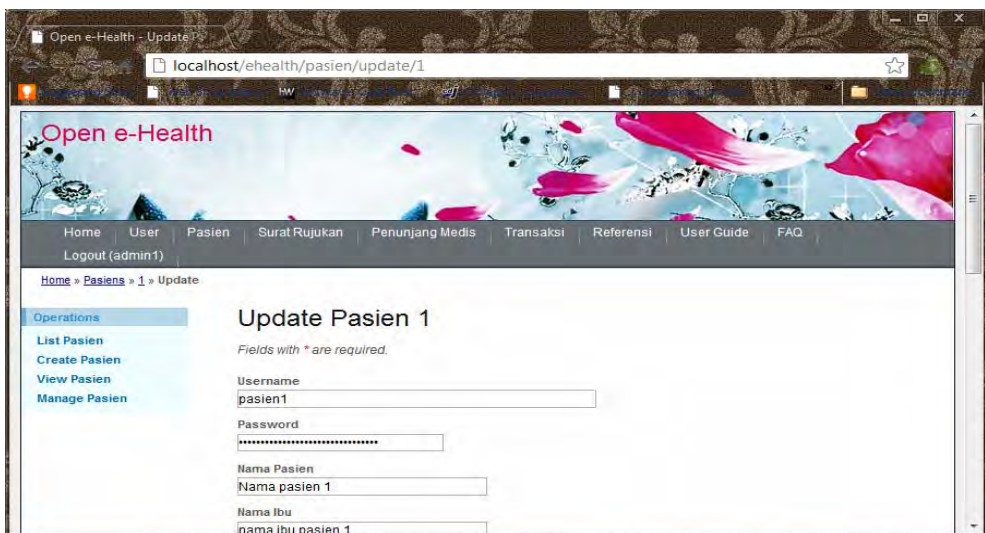 Open e-Health - Update
localhost/ehealth/pasien/update/1
Open e-Health
Home User Pasien Surat Rujukan Penunjang Medis Transaksi Referensi User Guide FAQ
Logout (admin1)
Home » Pasiens » 1 » Update
Operations
List Pasien
Create Pasien
View Pasien
Manage Pasien
Update Pasien 1
Fields with * are required.
Username
pasien1
Password
Nama Pasien
Nama pasien 1
Nama Ibu
nama ibu pasien 1